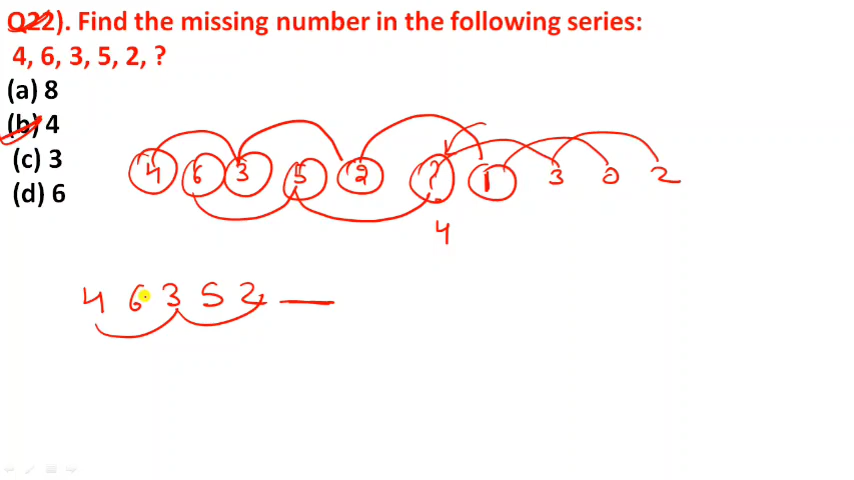 Q22). Find the missing number in the following series:
4, 6, 3, 5, 2, ?
(a) 8
(b) 4
(c) 3
(d) 6
4 6 3 5 2 ? 1 3 0 2
4
4 6 3 5 2 __